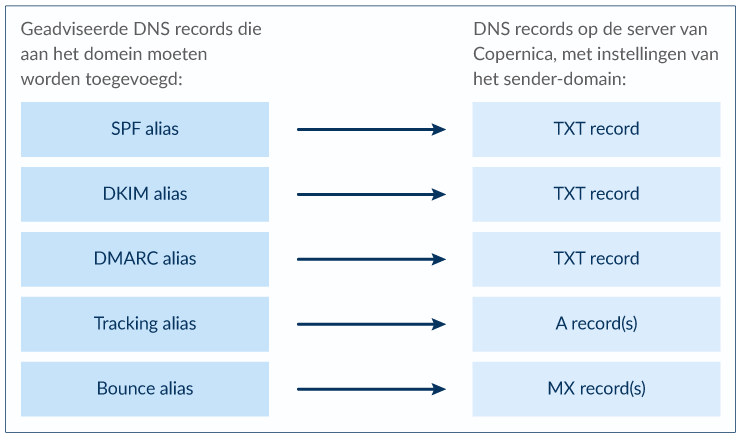 Geadviseerde DNS records die
aan het domein moeten
worden toegevoegd:
DNS records op de server van
Copernica, met instellingen van
het sender-domain:
SPF alias
TXT record
DKIM alias
TXT record
DMARC alias
TXT record
Tracking alias
A record(s)
Bounce alias
MX record(s)